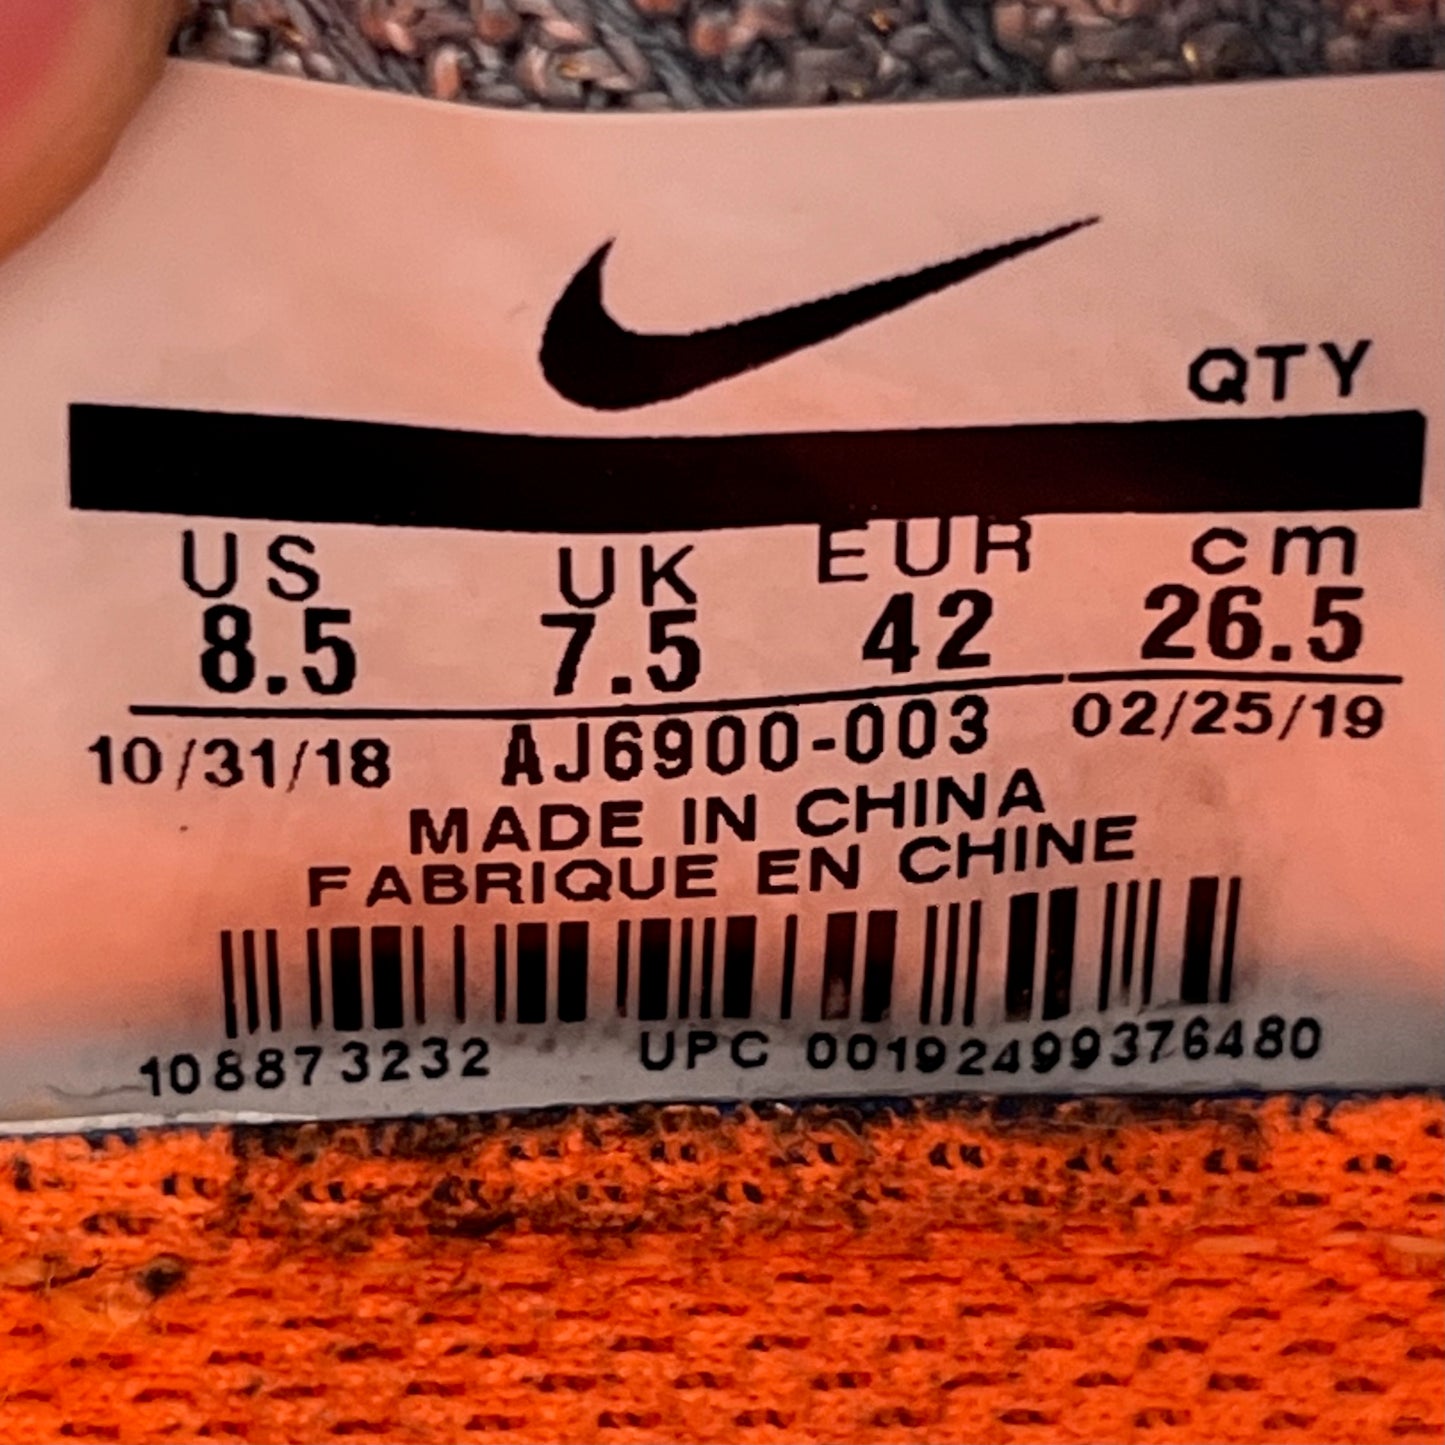 QTY
US UK EUR cm
8.5 7.5 42 26.5
10/31/18 AJ6900-003 02/25/19
MADE IN CHINA
FABRIQUE EN CHINE
108873232 UPC 00192499376480